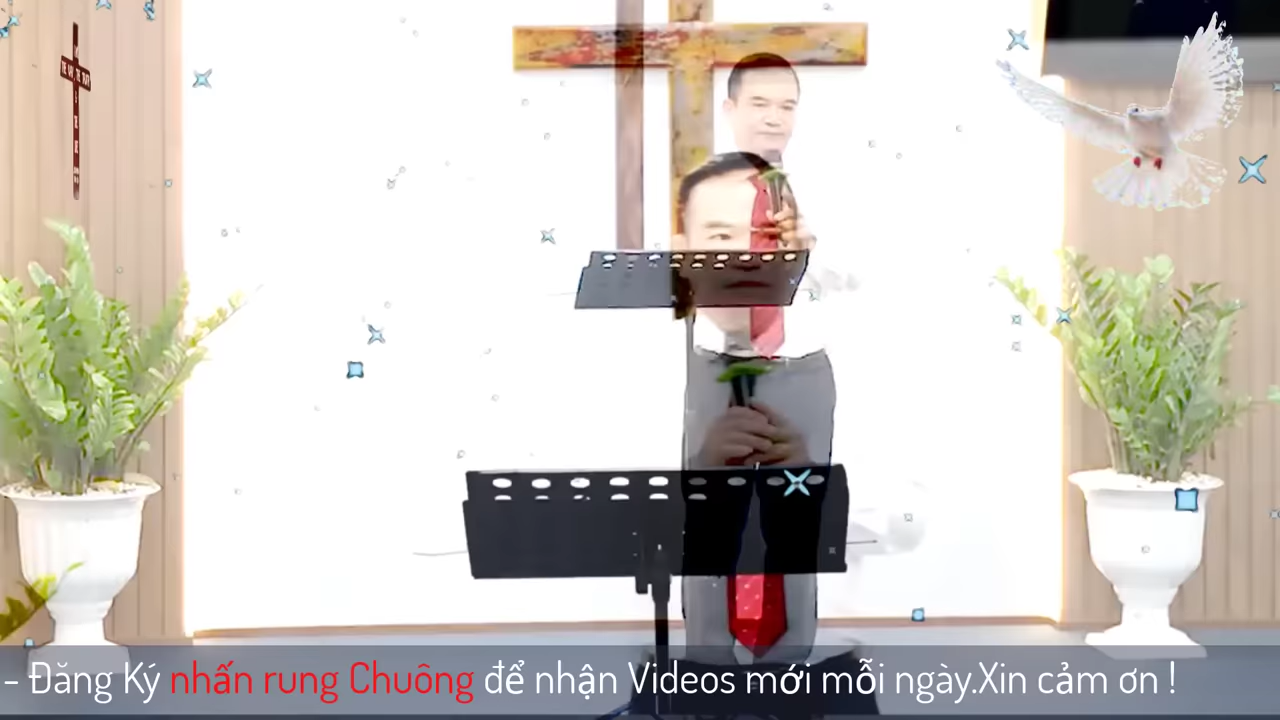 - Đăng Ký nhấn rung Chuông để nhận Videos mới mỗi ngày.Xin cảm ơn !